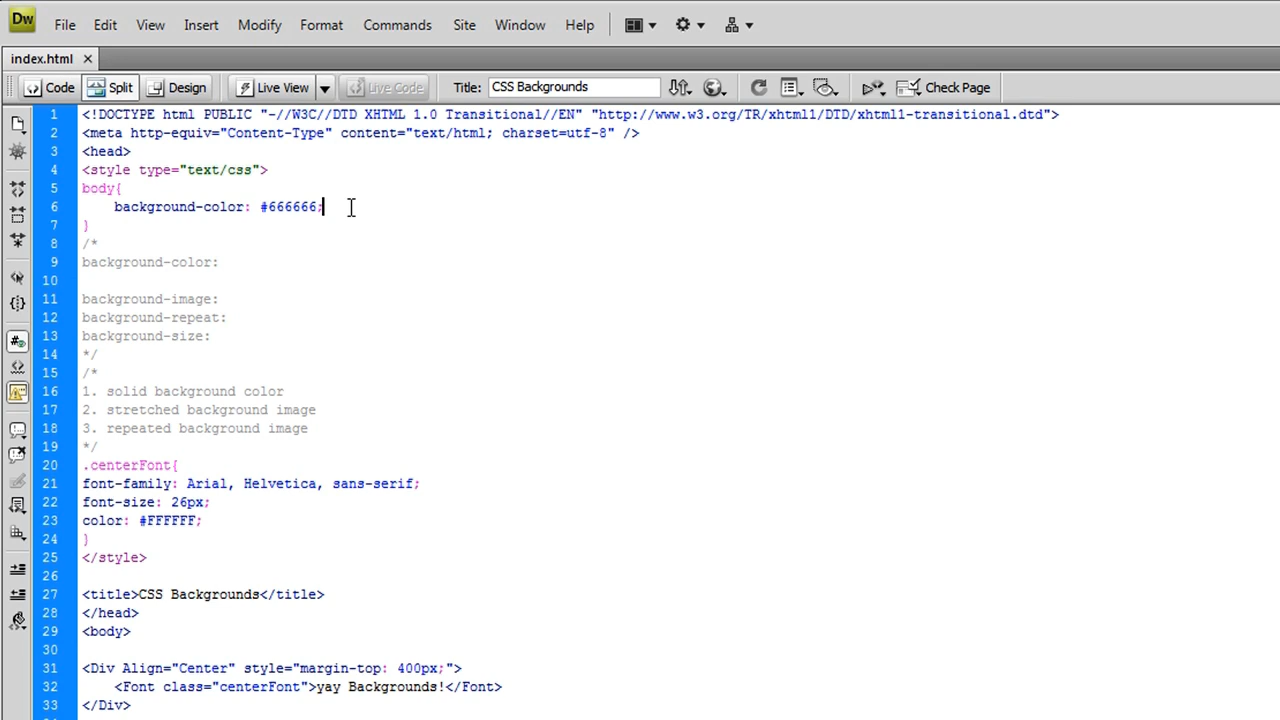 Dw File Edit View Insert Modify Format Commands Site Window Help
index.html
Code Split Design Live View Live Code Title: CSS Backgrounds Check Page
1 <!DOCTYPE html PUBLIC "-//W3C//DTD XHTML 1.0 Transitional//EN" "http://www.w3.org/TR/xhtml1/DTD/xhtml1-transitional.dtd">
2 <meta http-equiv="Content-Type" content="text/html; charset=utf-8" />
3 <head>
4 <style type="text/css">
5 body{
6 background-color: #666666;
7 }
8 /*
9 background-color:
10
11 background-image:
12 background-repeat:
13 background-size:
14 */
15 /*
16 1. solid background color
17 2. stretched background image
18 3. repeated background image
19 */
20 .centerFont{
21 font-family: Arial, Helvetica, sans-serif;
22 font-size: 26px;
23 color: #FFFFFF;
24 }
25 </style>
26
27 <title>CSS Backgrounds</title>
28 </head>
29 <body>
30
31 <Div Align="Center" style="margin-top: 400px;">
32 <Font class="centerFont">yay Backgrounds!</Font>
33 </Div>